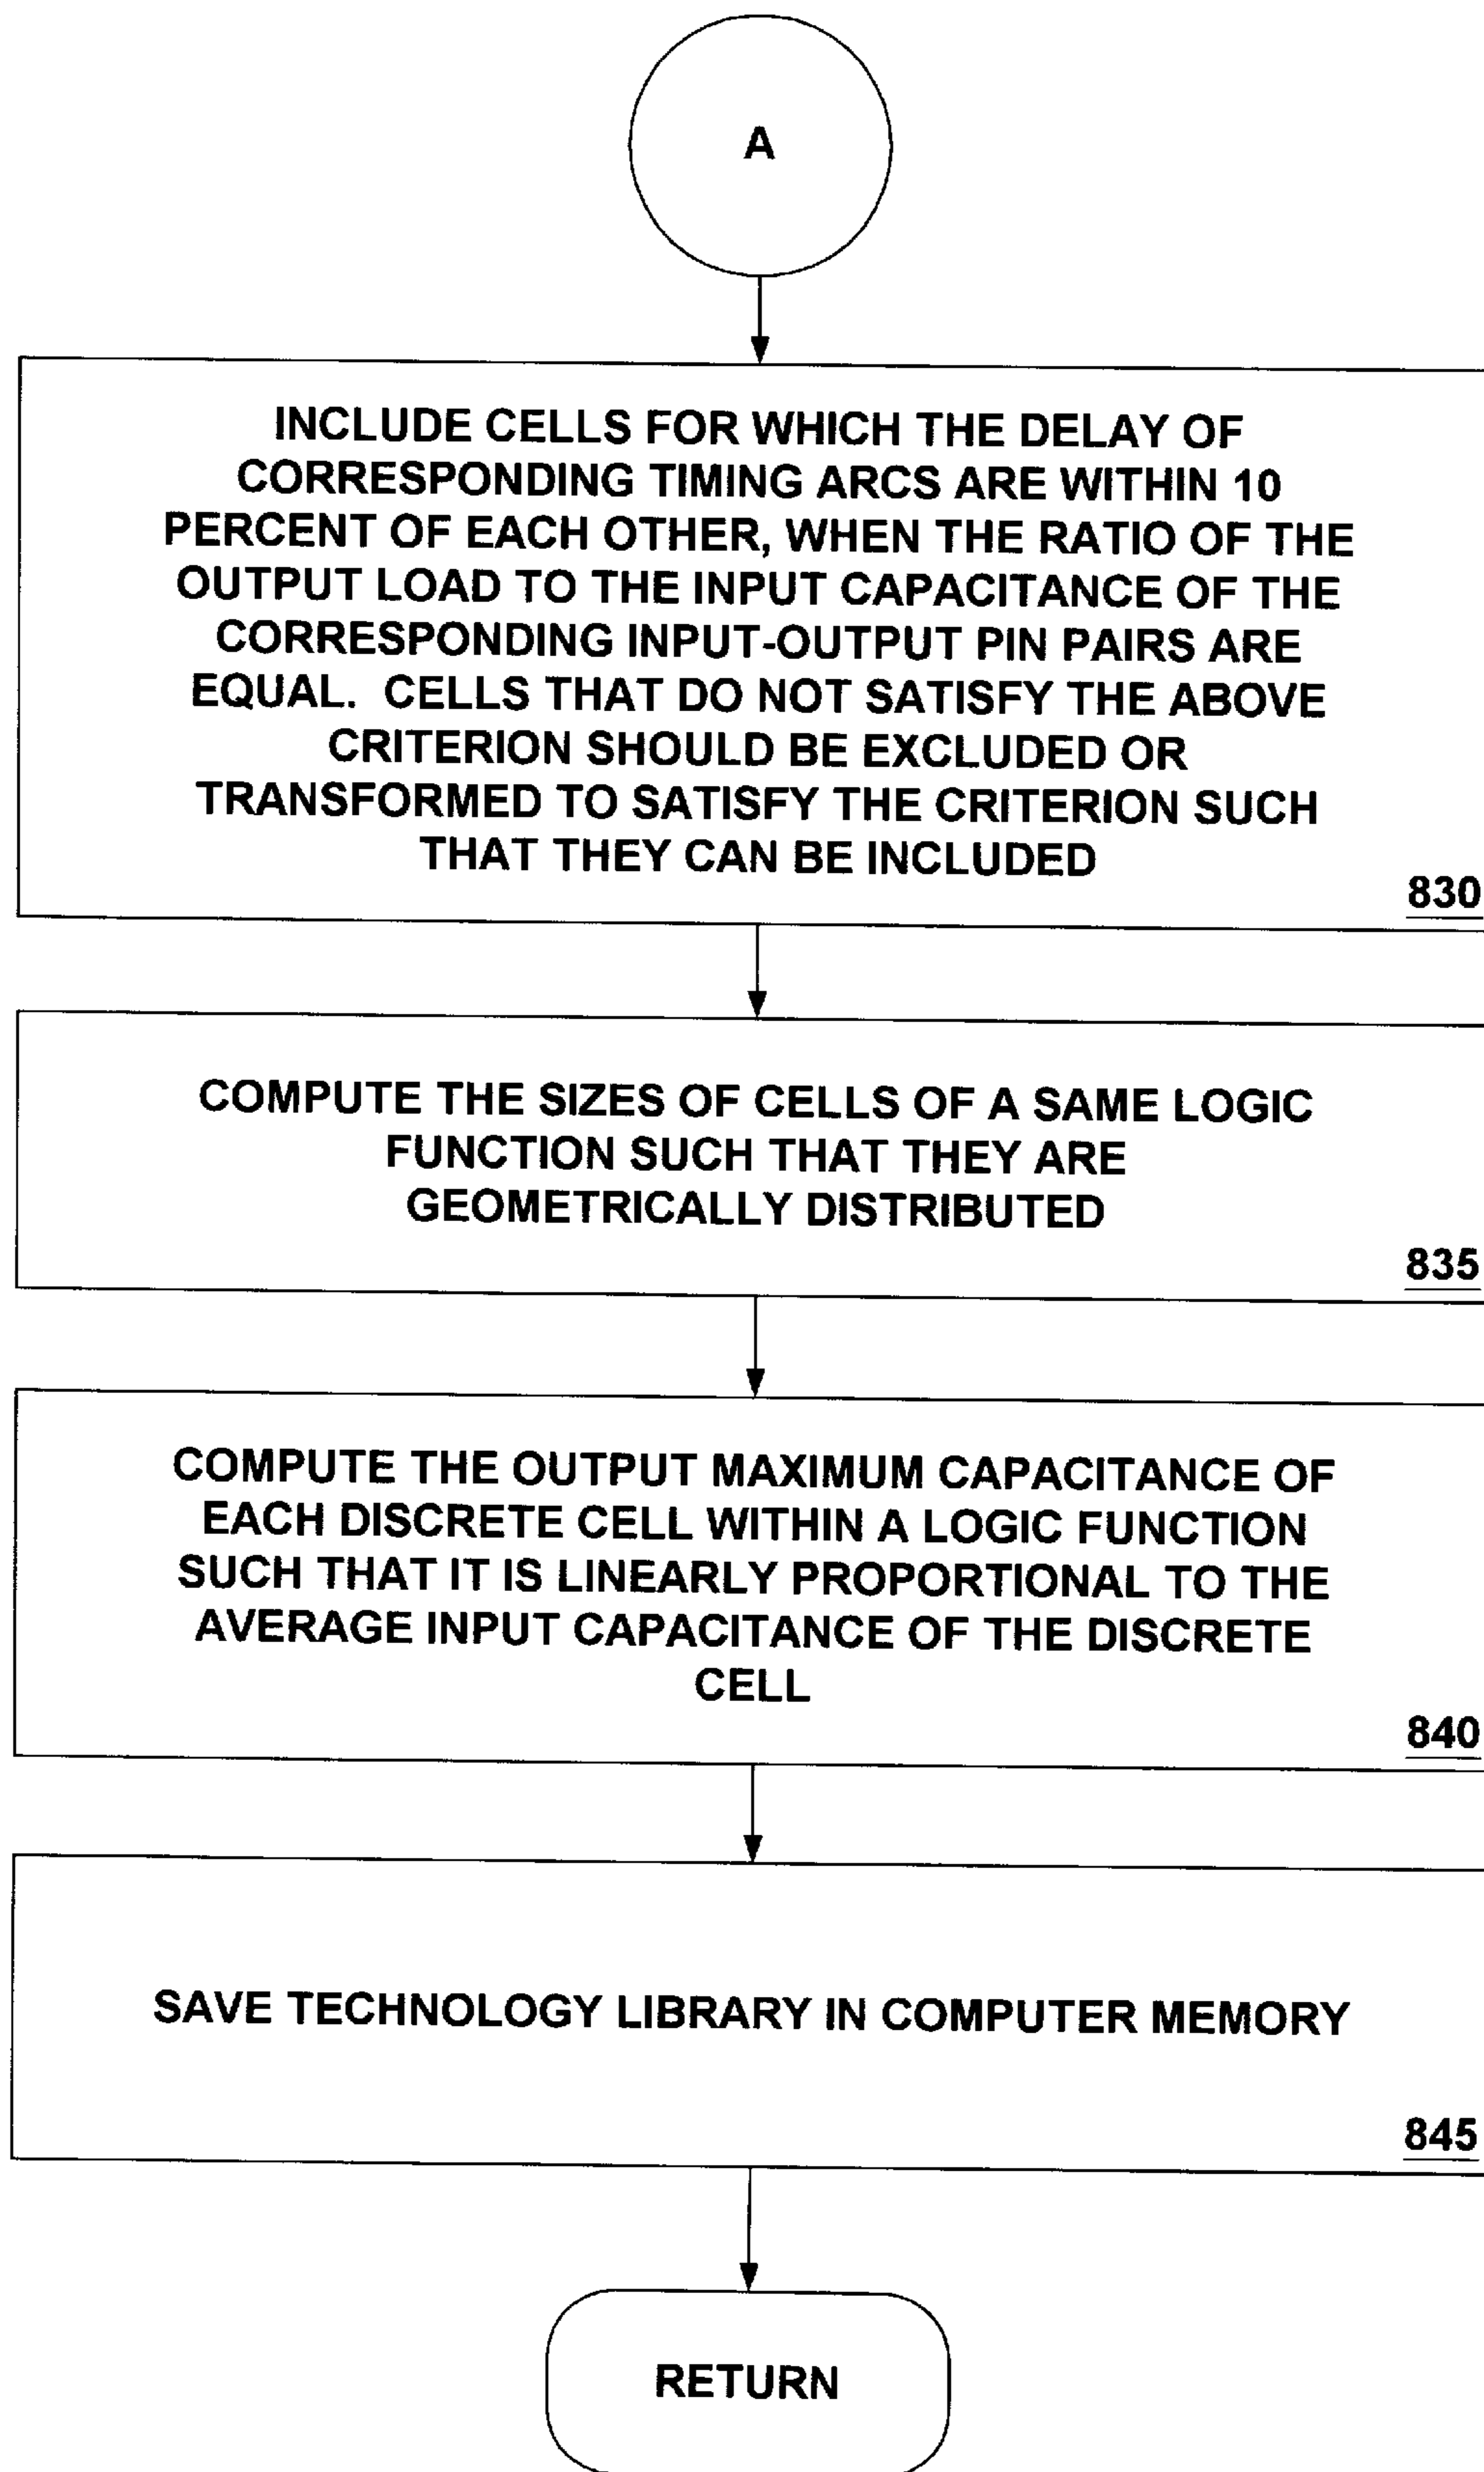 A
INCLUDE CELLS FOR WHICH THE DELAY OF
CORRESPONDING TIMING ARCS ARE WITHIN 10
PERCENT OF EACH OTHER, WHEN THE RATIO OF THE
OUTPUT LOAD TO THE INPUT CAPACITANCE OF THE
CORRESPONDING INPUT-OUTPUT PIN PAIRS ARE
EQUAL. CELLS THAT DO NOT SATISFY THE ABOVE
CRITERION SHOULD BE EXCLUDED OR
TRANSFORMED TO SATISFY THE CRITERION SUCH
THAT THEY CAN BE INCLUDED
830
COMPUTE THE SIZES OF CELLS OF A SAME LOGIC
FUNCTION SUCH THAT THEY ARE
GEOMETRICALLY DISTRIBUTED
835
COMPUTE THE OUTPUT MAXIMUM CAPACITANCE OF
EACH DISCRETE CELL WITHIN A LOGIC FUNCTION
SUCH THAT IT IS LINEARLY PROPORTIONAL TO THE
AVERAGE INPUT CAPACITANCE OF THE DISCRETE
CELL
840
SAVE TECHNOLOGY LIBRARY IN COMPUTER MEMORY
845
RETURN